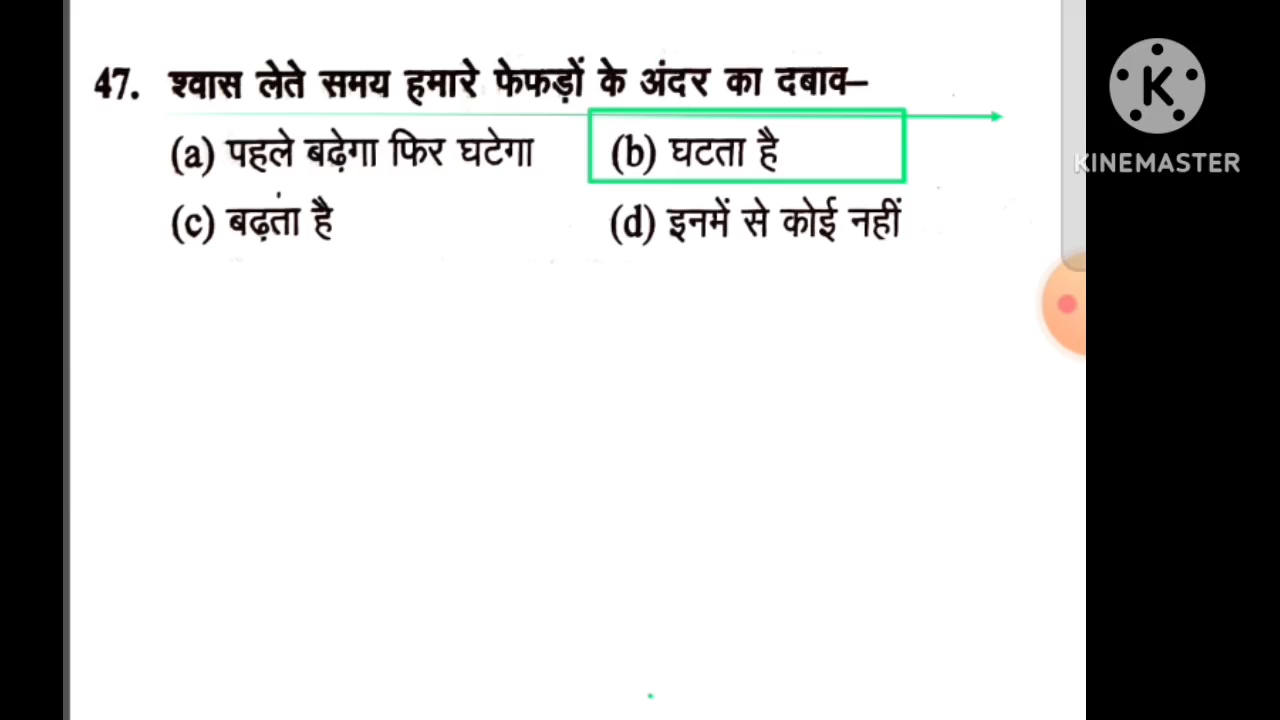 47. श्वास लेते समय हमारे फेफड़ों के अंदर का दबाव–
(a) पहले बढ़ेगा फिर घटेगा (b) घटता है
(c) बढ़ता है (d) इनमें से कोई नहीं
K
KINEMASTER